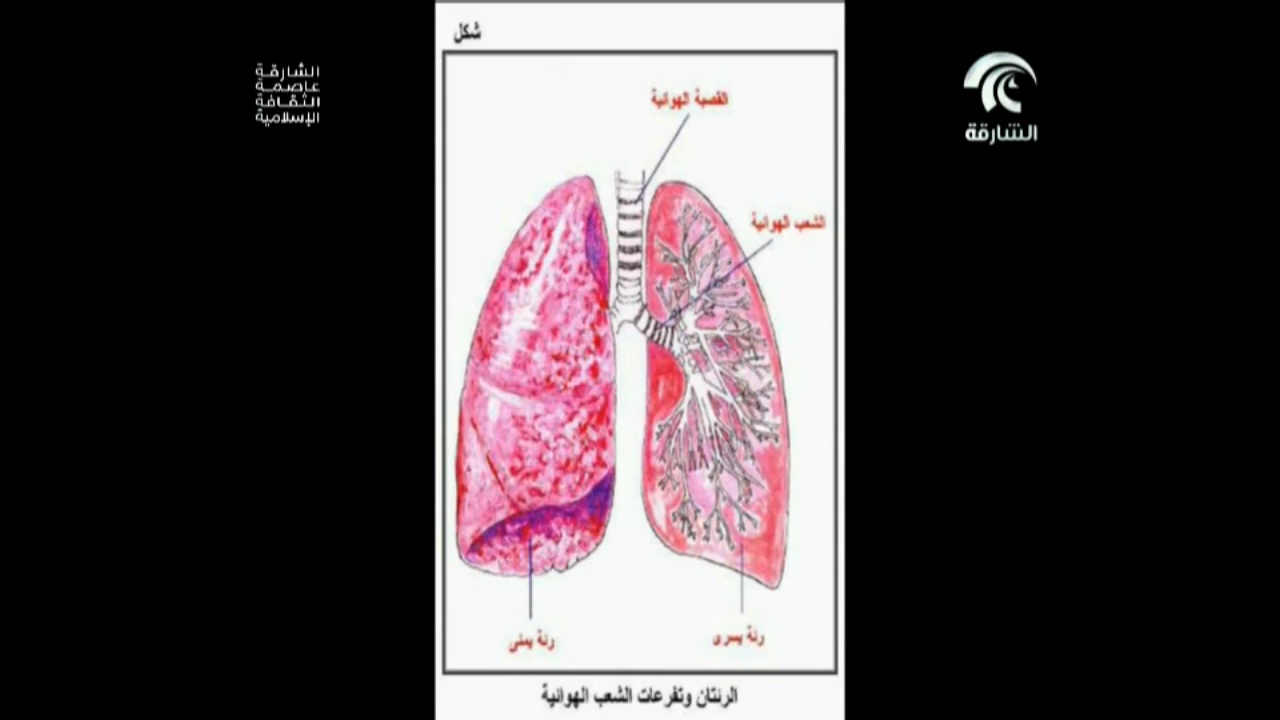 شكل
الشارقة
عاصمة
الثقافة
الإسلامية
الشارقة
القصبة الهوائية
الشعب الهوائية
رئة يمنى
رئة يسرى
الرئتان وتفرعات الشعب الهوائية